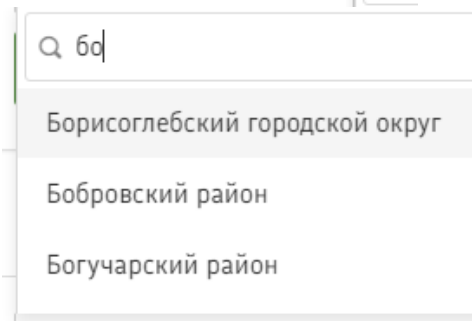 бо
Борисоглебский городской округ
Бобровский район
Богучарский район